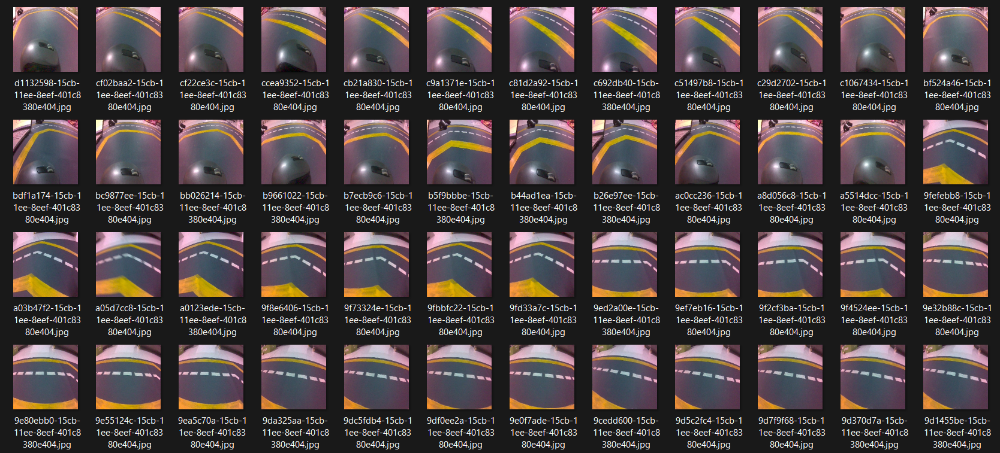 d1132598-15cb- cf02baa2-15cb-1 cf22ce3c-15cb-1 ccea9352-15cb- cb21a830-15cb- c9a1371e-15cb- c81d2a92-15cb- c692db40-15cb- c51497b8-15cb- c29d2702-15cb- c1067434-15cb- bf524a46-15cb-1
11ee-8eef-401c8 1ee-8eef-401c83 1ee-8eef-401c83 11ee-8eef-401c83 11ee-8eef-401c83 11ee-8eef-401c83 11ee-8eef-401c83 11ee-8eef-401c8 11ee-8eef-401c83 11ee-8eef-401c83 11ee-8eef-401c83 1ee-8eef-401c83
380e404.jpg 80e404.jpg 80e404.jpg 80e404.jpg 80e404.jpg 80e404.jpg 80e404.jpg 380e404.jpg 80e404.jpg 80e404.jpg 80e404.jpg 80e404.jpg
bdf1a174-15cb-1 bc9877ee-15cb-1 bb026214-15cb- b9661022-15cb- b7ecb9c6-15cb-1 b5f9bbbe-15cb- b44ad1ea-15cb- b26e97ee-15cb- ac0cc236-15cb- a8d056c8-15cb-1 a5514dcc-15cb-1 9fefebb8-15cb-1
1ee-8eef-401c83 1ee-8eef-401c83 11ee-8eef-401c8 11ee-8eef-401c8 1ee-8eef-401c83 11ee-8eef-401c8 11ee-8eef-401c8 11ee-8eef-401c8 11ee-8eef-401c83 1ee-8eef-401c83 1ee-8eef-401c83 1ee-8eef-401c83
80e404.jpg 80e404.jpg 380e404.jpg 380e404.jpg 80e404.jpg 380e404.jpg 380e404.jpg 380e404.jpg 80e404.jpg 80e404.jpg 80e404.jpg 80e404.jpg
a03b47f2-15cb-1 a05d7cc8-15cb-1 a0123ede-15cb- 9f8e6406-15cb-1 9f73324e-15cb-1 9fbbfc22-15cb-1 9fd33a7c-15cb-1 9ed2a00e-15cb- 9ef7eb16-15cb-1 9f2cf3ba-15cb-1 9f4524ee-15cb-1 9e32b88c-15cb-1
1ee-8eef-401c83 1ee-8eef-401c83 11ee-8eef-401c8 1ee-8eef-401c83 1ee-8eef-401c83 1ee-8eef-401c83 1ee-8eef-401c83 11ee-8eef-401c8 1ee-8eef-401c83 1ee-8eef-401c83 1ee-8eef-401c83 1ee-8eef-401c83
80e404.jpg 80e404.jpg 380e404.jpg 80e404.jpg 80e404.jpg 80e404.jpg 80e404.jpg 380e404.jpg 80e404.jpg 80e404.jpg 80e404.jpg 80e404.jpg
9e80ebb0-15cb- 9e55124c-15cb-1 9ea5c70a-15cb-1 9da325aa-15cb- 9dc5fdb4-15cb-1 9df0ee2a-15cb-1 9e0f7ade-15cb-1 9cedd600-15cb- 9d5c2fc4-15cb-1 9d7f9f68-15cb-1 9d370d7a-15cb- 9d1455be-15cb-
11ee-8eef-401c8 1ee-8eef-401c83 1ee-8eef-401c83 11ee-8eef-401c8 1ee-8eef-401c83 1ee-8eef-401c83 1ee-8eef-401c83 11ee-8eef-401c8 1ee-8eef-401c83 1ee-8eef-401c83 11ee-8eef-401c8 11ee-8eef-401c8
380e404.jpg 80e404.jpg 80e404.jpg 380e404.jpg 80e404.jpg 80e404.jpg 80e404.jpg 380e404.jpg 80e404.jpg 80e404.jpg 380e404.jpg 380e404.jpg